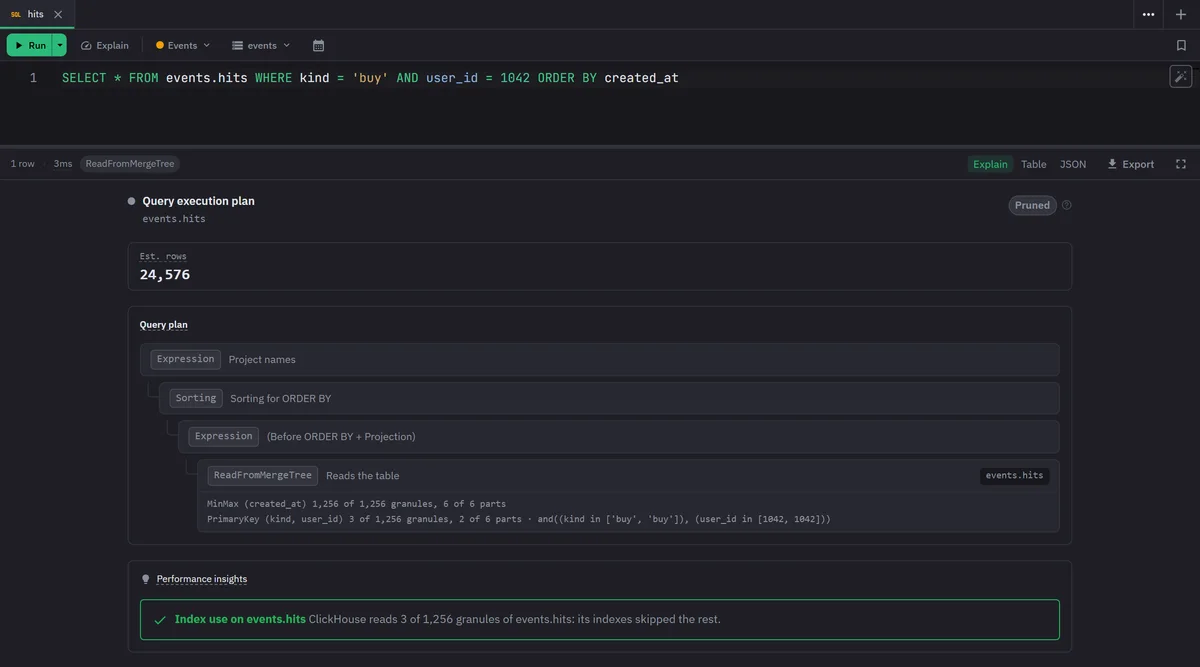 SQL hits
Run Explain Events events
1 SELECT * FROM events.hits WHERE kind = 'buy' AND user_id = 1042 ORDER BY created_at
1 row · 3ms ReadFromMergeTree Explain Table JSON Export
Query execution plan
events.hits
Pruned
Est. rows
24,576
Query plan
Expression Project names
Sorting Sorting for ORDER BY
Expression (Before ORDER BY + Projection)
ReadFromMergeTree Reads the table events.hits
MinMax (created_at) 1,256 of 1,256 granules, 6 of 6 parts
PrimaryKey (kind, user_id) 3 of 1,256 granules, 2 of 6 parts · and((kind in ['buy', 'buy']), (user_id in [1042, 1042]))
Performance insights
Index use on events.hits ClickHouse reads 3 of 1,256 granules of events.hits: its indexes skipped the rest.